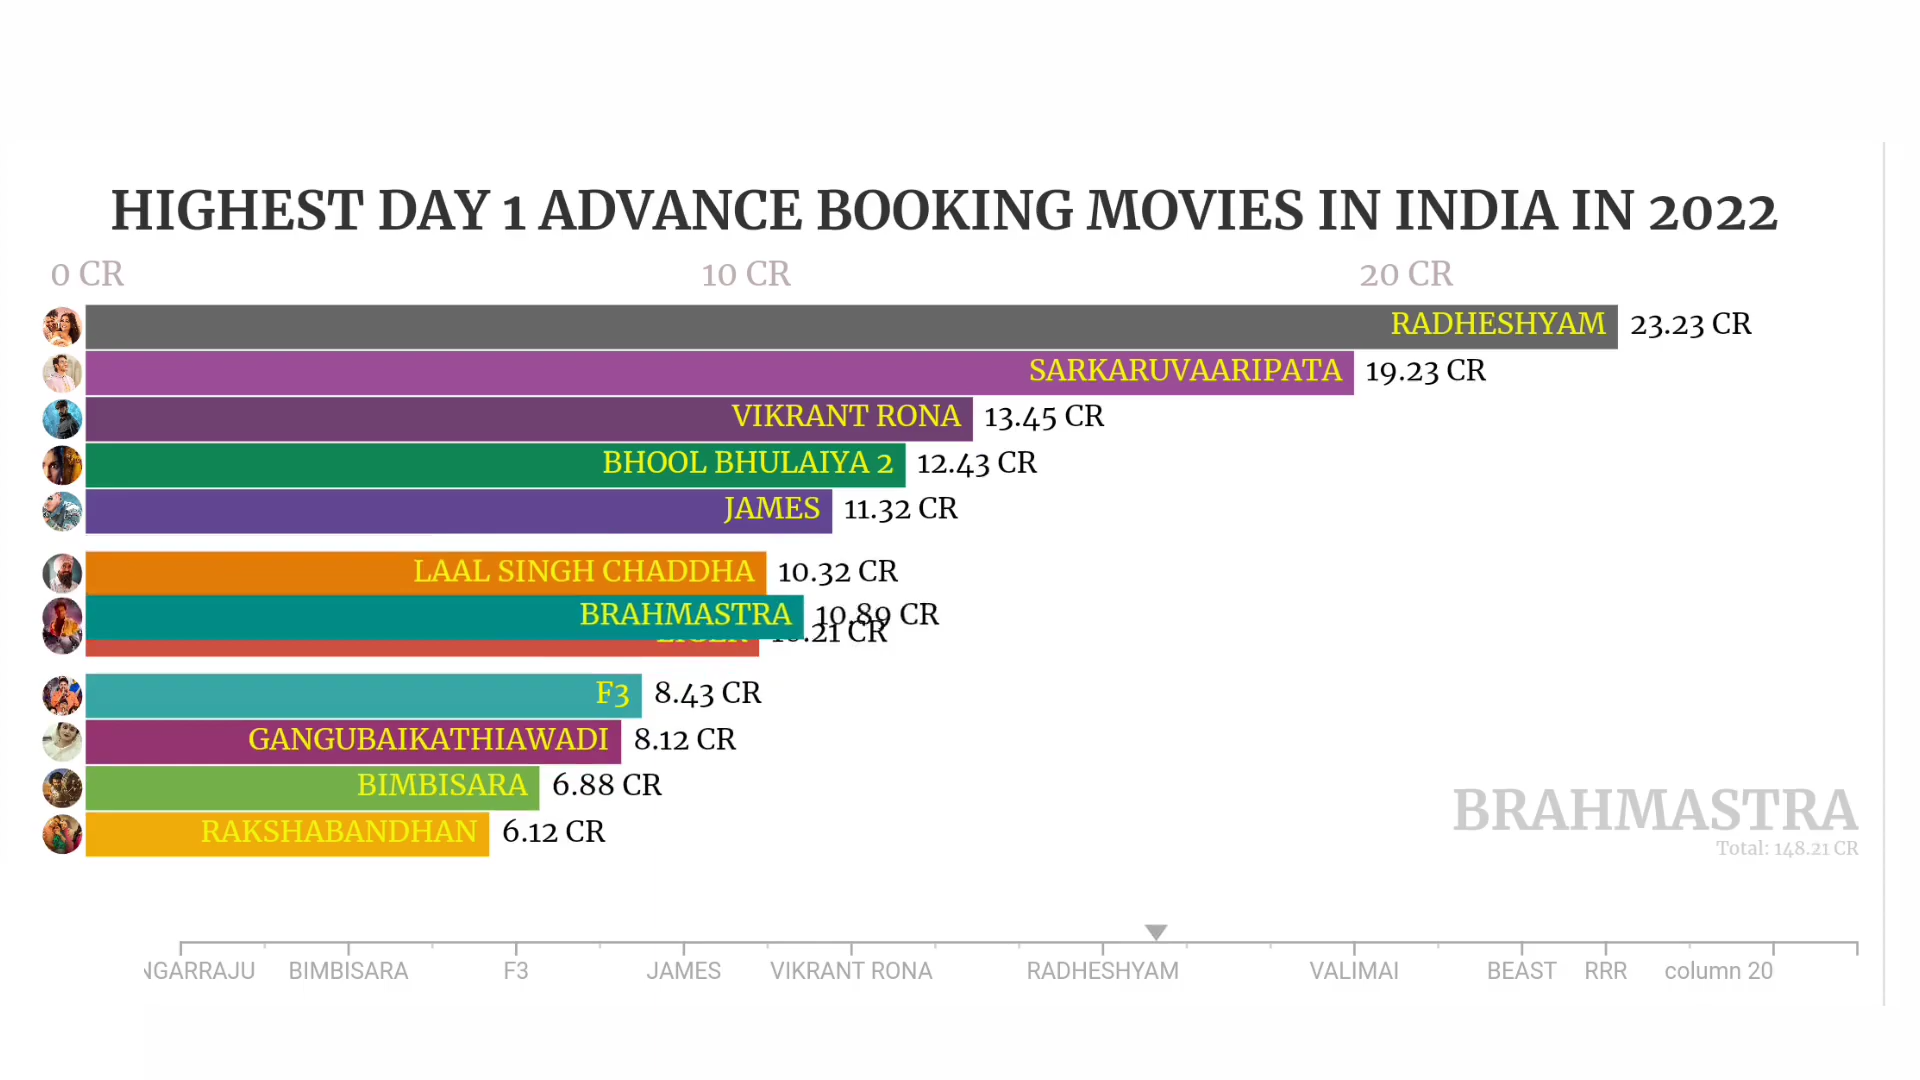 HIGHEST DAY 1 ADVANCE BOOKING MOVIES IN INDIA IN 2022
0 CR 10 CR 20 CR
RADHESHYAM 23.23 CR
SARKARUVAARIPATA 19.23 CR
VIKRANT RONA 13.45 CR
BHOOL BHULAIYA 2 12.43 CR
JAMES 11.32 CR
LAAL SINGH CHADDHA 10.32 CR
BRAHMASTRA 10.89 CR
CR
F3 8.43 CR
GANGUBAIKATHIAWADI 8.12 CR
BIMBISARA 6.88 CR
RAKSHABANDHAN 6.12 CR
BRAHMASTRA
Total: 148.21 CR
NGARRAJU BIMBISARA F3 JAMES VIKRANT RONA RADHESHYAM VALIMAI BEAST RRR column 20